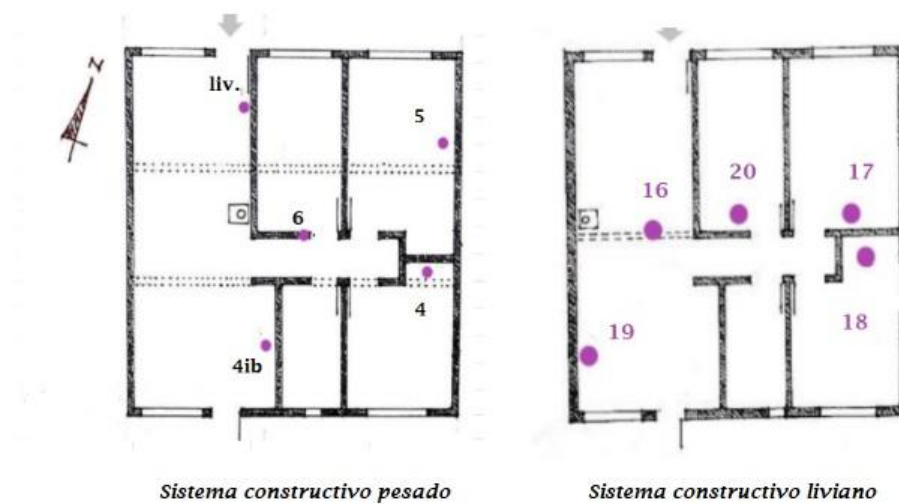 liv.
5
N
16
20
17
6
4
18
19
4ib
Sistema constructivo pesado
Sistema constructivo liviano